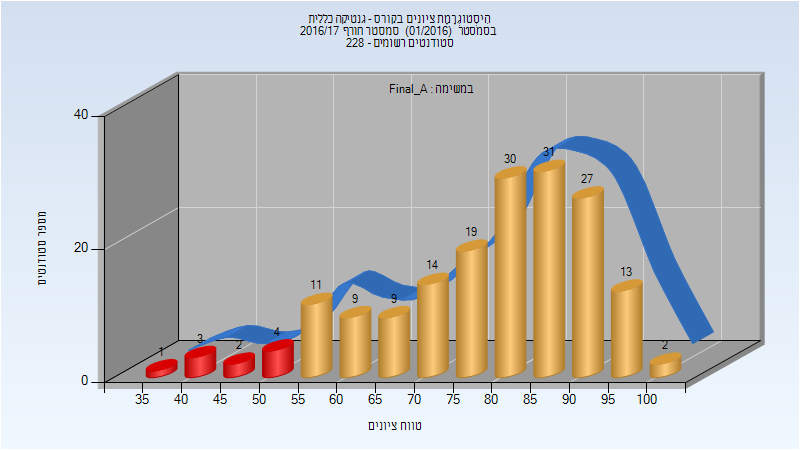 היסטוגרמת ציונים בקורס - גנטיקה כללית
בסמסטר (01/2016) סמסטר חורף 2016/17
סטודנטים רשומים - 228
במשימה : Final_A
מספר סטודנטים
40
20
0
1
3
2
4
11
9
9
14
19
30
31
27
13
2
35 40 45 50 55 60 65 70 75 80 85 90 95 100
טווח ציונים